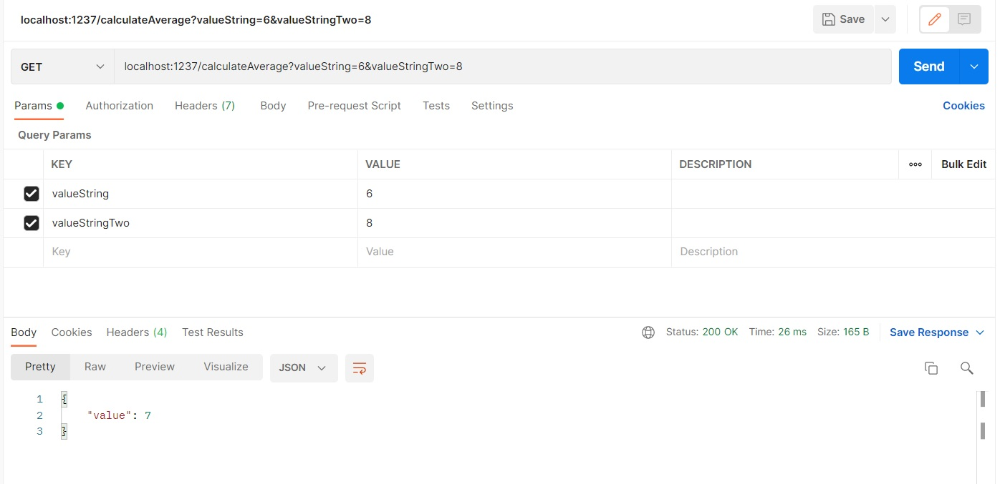 localhost:1237/calculateAverage?valueString=6&valueStringTwo=8 Save
GET localhost:1237/calculateAverage?valueString=6&valueStringTwo=8 Send
Params Authorization Headers (7) Body Pre-request Script Tests Settings Cookies
Query Params
KEY VALUE DESCRIPTION ooo Bulk Edit
valueString 6
valueStringTwo 8
Key Value Description
Body Cookies Headers (4) Test Results Status: 200 OK Time: 26 ms Size: 165 B Save Response
Pretty Raw Preview Visualize JSON
1 {
2 "value": 7
3 }